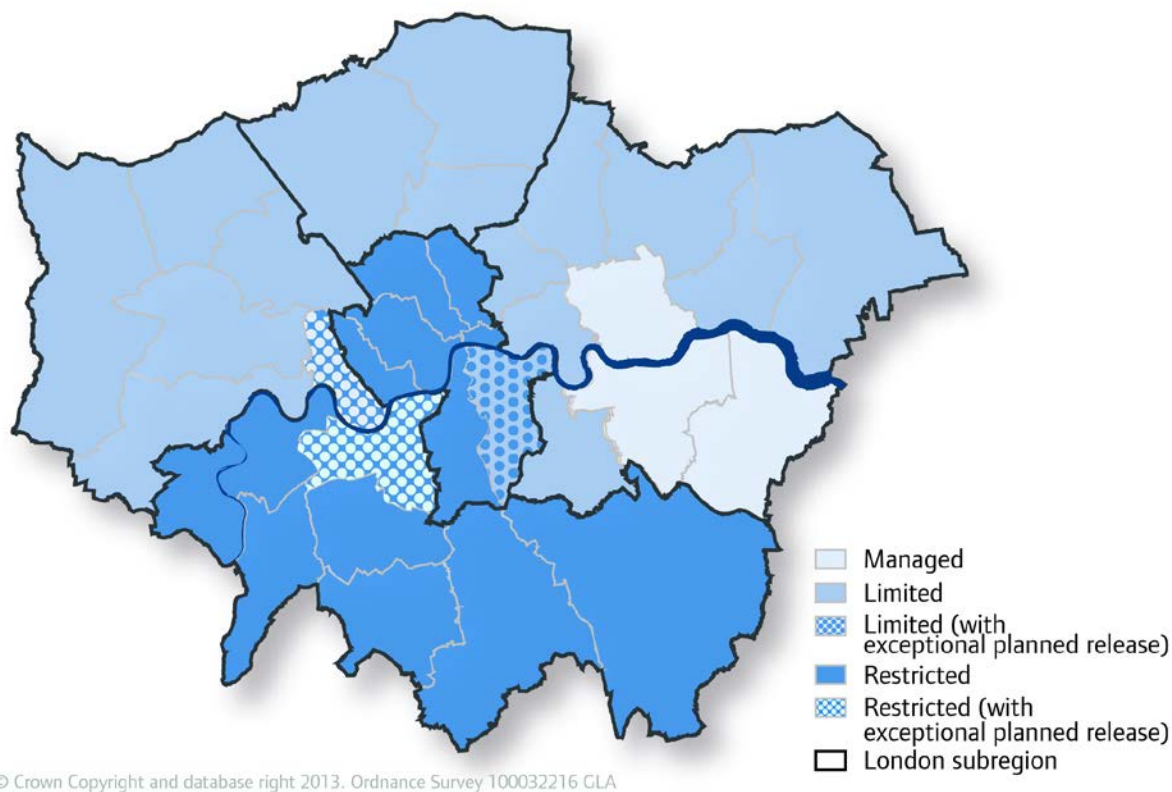 Managed
Limited
Limited (with
exceptional planned release)
Restricted
Restricted (with
exceptional planned release)
London subregion
© Crown Copyright and database right 2013. Ordnance Survey 100032216 GLA